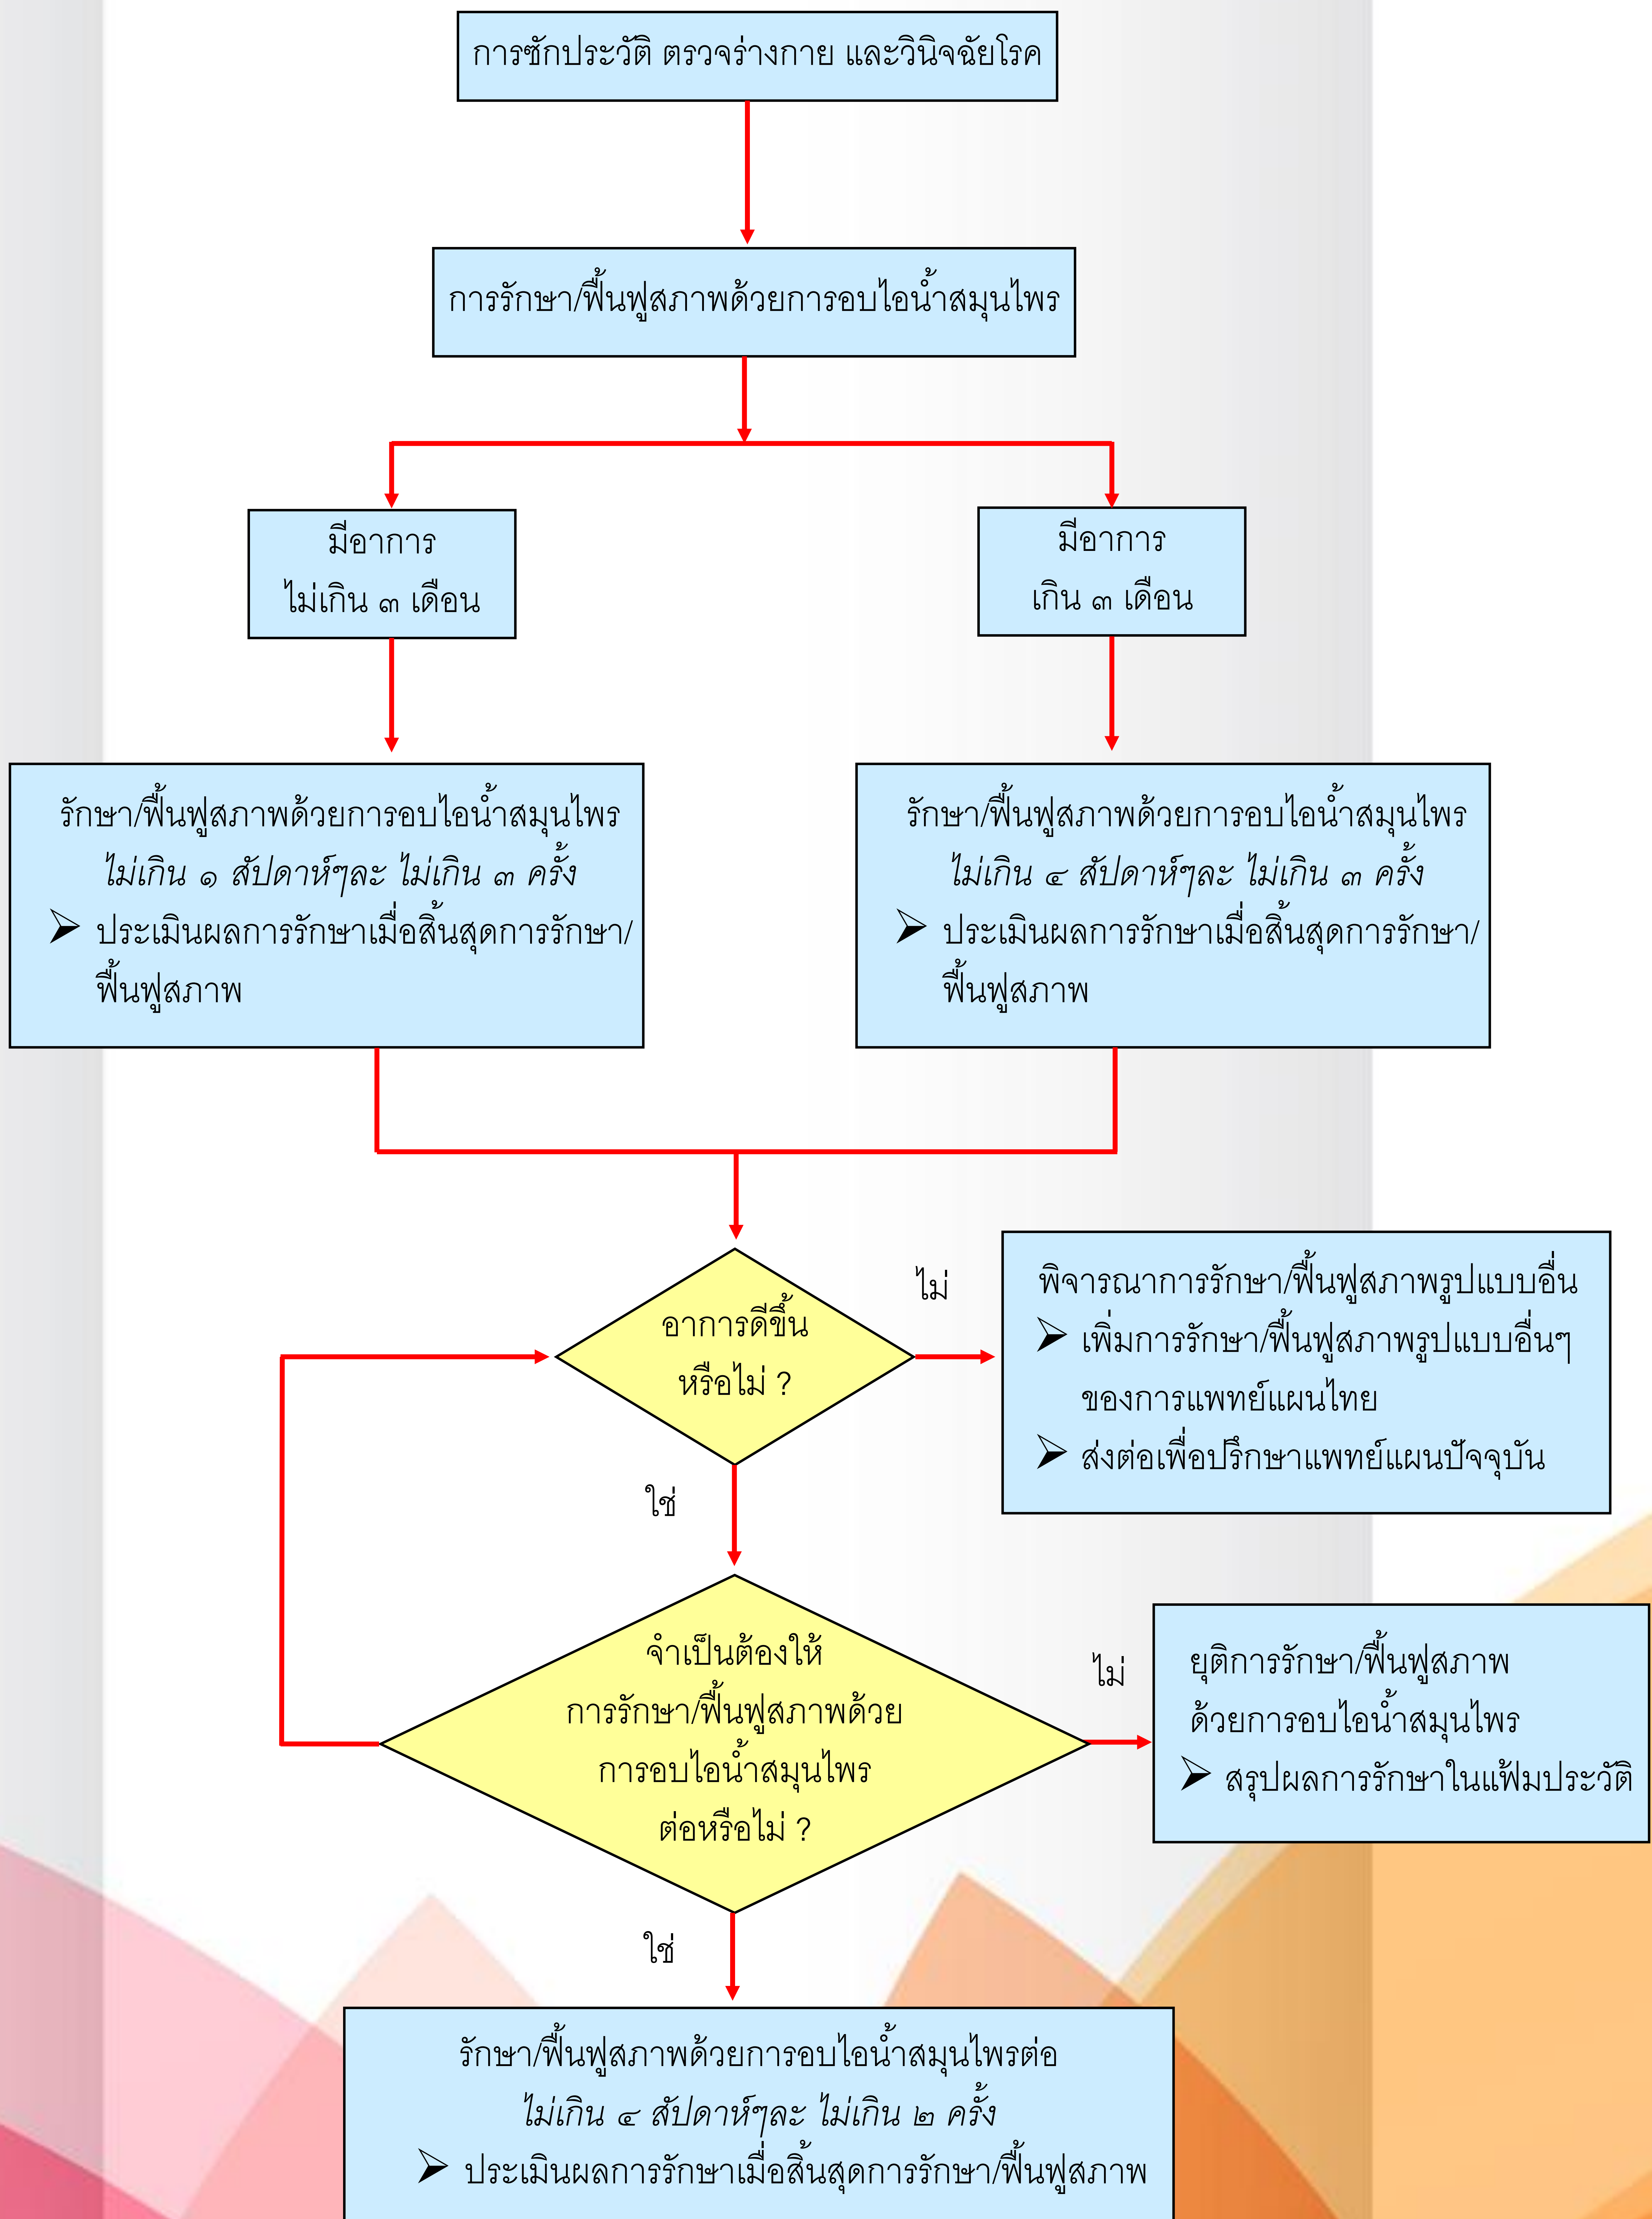 การซักประวัติ ตรวจร่างกาย และวินิจฉัยโรค
การรักษา/ฟื้นฟูสภาพด้วยการอบไอน้ำสมุนไพร
มีอาการ
ไม่เกิน ๓ เดือน
มีอาการ
เกิน ๓ เดือน
รักษา/ฟื้นฟูสภาพด้วยการอบไอน้ำสมุนไพร
ไม่เกิน ๑ สัปดาห์ๆละ ไม่เกิน ๓ ครั้ง
➢ ประเมินผลการรักษาเมื่อสิ้นสุดการรักษา/
ฟื้นฟูสภาพ
รักษา/ฟื้นฟูสภาพด้วยการอบไอน้ำสมุนไพร
ไม่เกิน ๔ สัปดาห์ๆละ ไม่เกิน ๓ ครั้ง
➢ ประเมินผลการรักษาเมื่อสิ้นสุดการรักษา/
ฟื้นฟูสภาพ
อาการดีขึ้น
หรือไม่ ?
ไม่
พิจารณาการรักษา/ฟื้นฟูสภาพรูปแบบอื่น
➢ เพิ่มการรักษา/ฟื้นฟูสภาพรูปแบบอื่นๆ
ของการแพทย์แผนไทย
➢ ส่งต่อเพื่อปรึกษาแพทย์แผนปัจจุบัน
ใช่
จำเป็นต้องให้
การรักษา/ฟื้นฟูสภาพด้วย
การอบไอน้ำสมุนไพร
ต่อหรือไม่ ?
ไม่
ยุติการรักษา/ฟื้นฟูสภาพ
ด้วยการอบไอน้ำสมุนไพร
➢ สรุปผลการรักษาในแฟ้มประวัติ
ใช่
รักษา/ฟื้นฟูสภาพด้วยการอบไอน้ำสมุนไพรต่อ
ไม่เกิน ๔ สัปดาห์ๆละ ไม่เกิน ๒ ครั้ง
➢ ประเมินผลการรักษาเมื่อสิ้นสุดการรักษา/ฟื้นฟูสภาพ